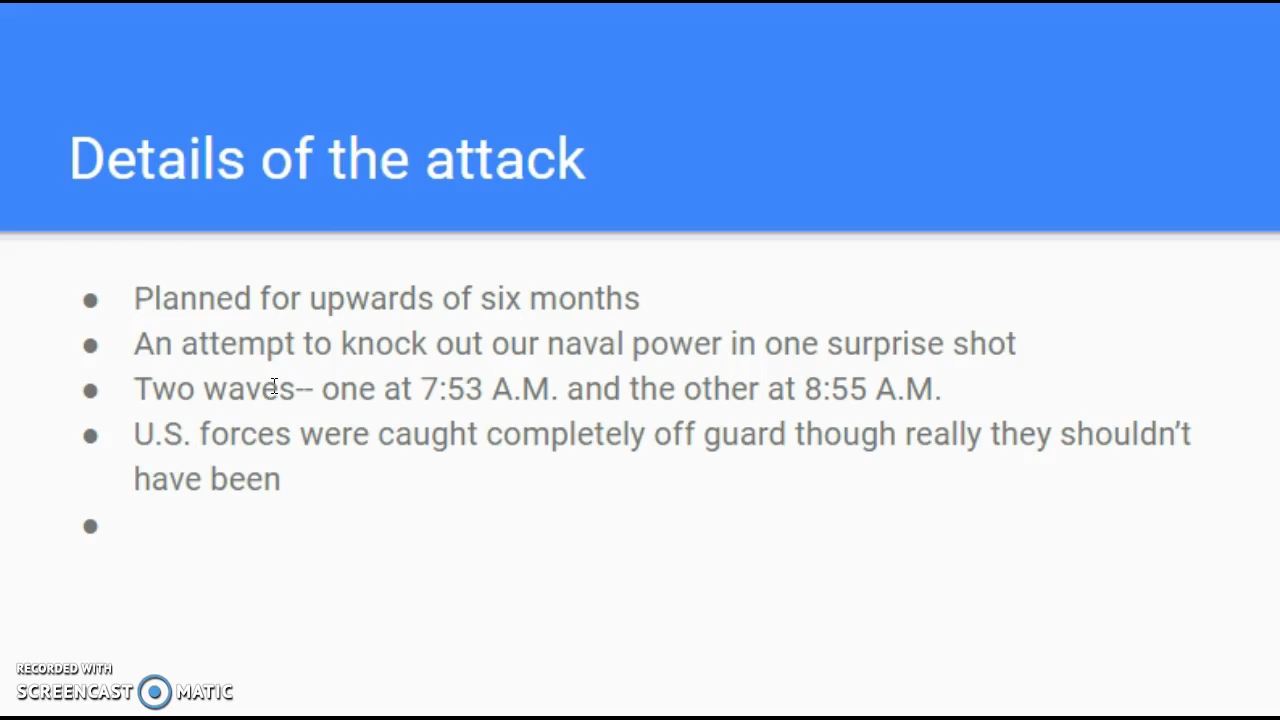 Details of the attack
● Planned for upwards of six months
● An attempt to knock out our naval power in one surprise shot
● Two waves-- one at 7:53 A.M. and the other at 8:55 A.M.
● U.S. forces were caught completely off guard though really they shouldn’t
have been
●
RECORDED WITH
SCREENCAST MATIC